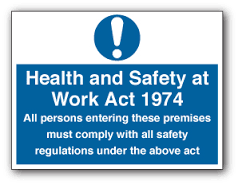 Health and Safety at
Work Act 1974
All persons entering these premises
must comply with all safety
regulations under the above act